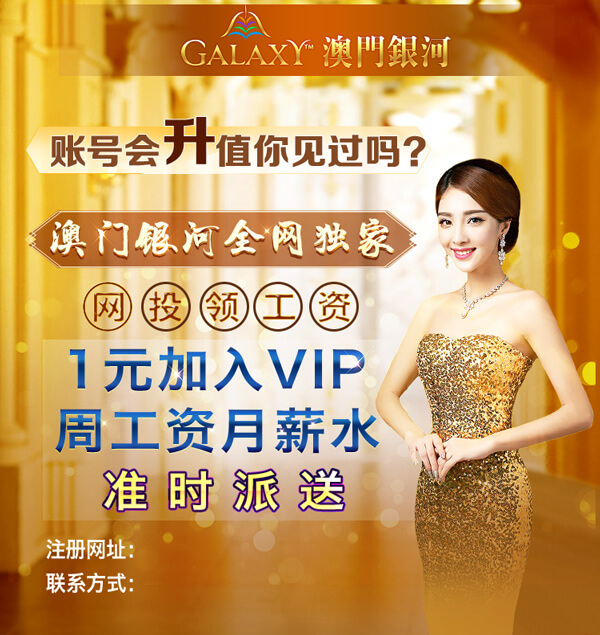 GALAXY™ 澳門銀河
账号会升值你见过吗?
澳门银河全网独家
网投领工资
1元加入VIP
周工资月薪水
准时派送
注册网址:
联系方式: